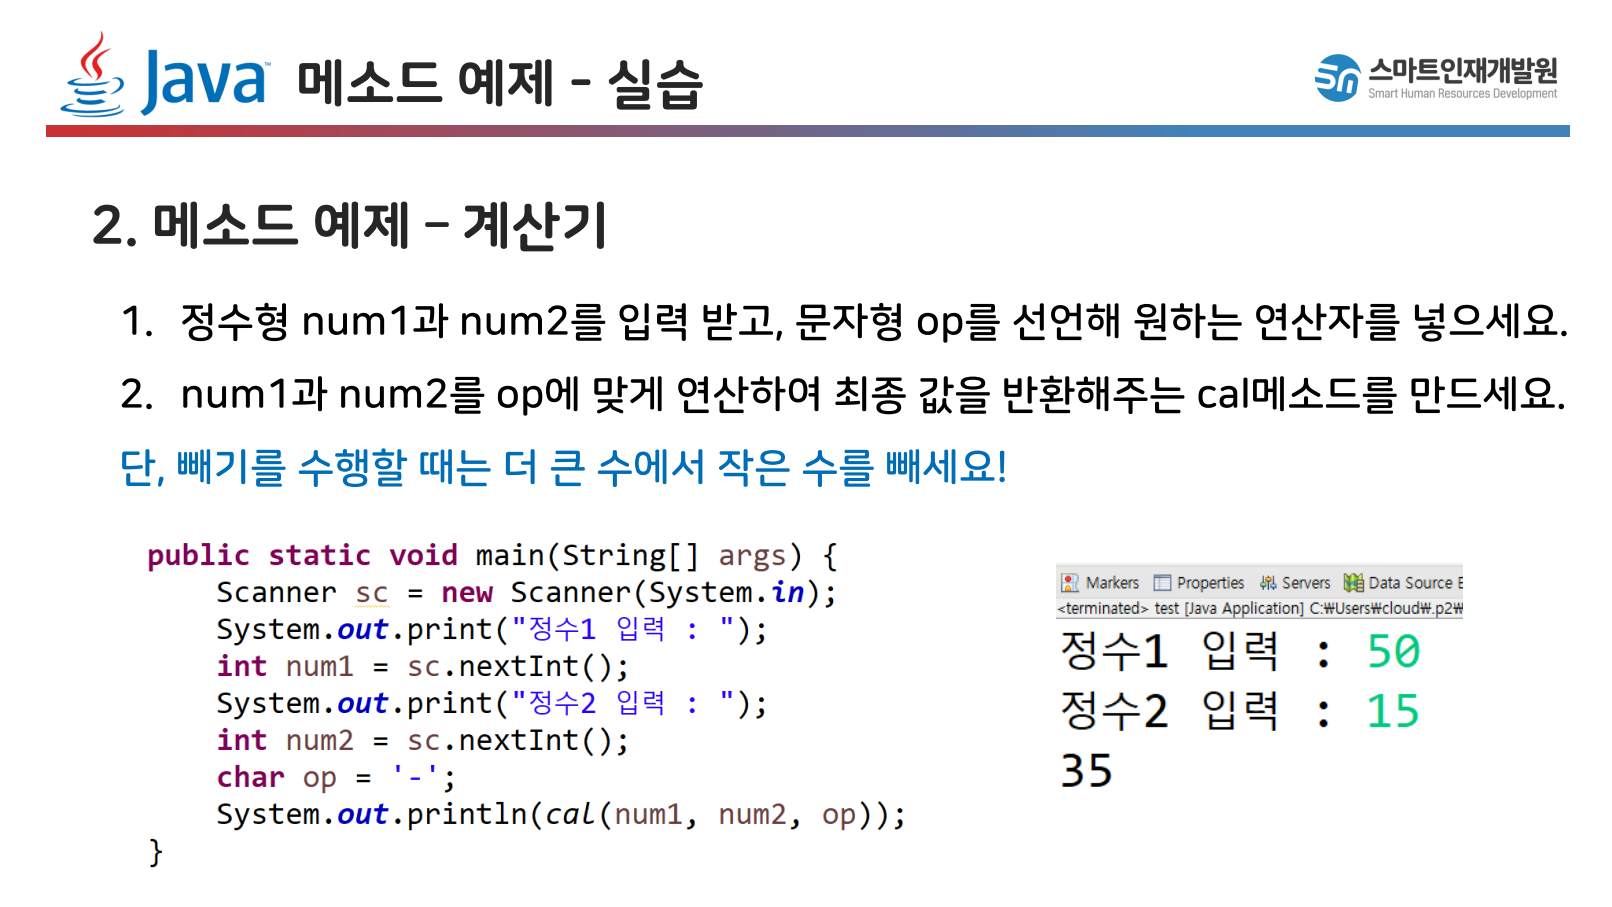 Java™ 메소드 예제 - 실습
스마트인재개발원
Smart Human Resources Development
2. 메소드 예제 – 계산기
1. 정수형 num1과 num2를 입력 받고, 문자형 op를 선언해 원하는 연산자를 넣으세요.
2. num1과 num2를 op에 맞게 연산하여 최종 값을 반환해주는 cal메소드를 만드세요.
단, 빼기를 수행할 때는 더 큰 수에서 작은 수를 빼세요!
public static void main(String[] args) {
    Scanner sc = new Scanner(System.in);
    System.out.print("정수1 입력 : ");
    int num1 = sc.nextInt();
    System.out.print("정수2 입력 : ");
    int num2 = sc.nextInt();
    char op = '-';
    System.out.println(cal(num1, num2, op));
}
Markers Properties Servers Data Source E
<terminated> test [Java Application] C:₩Users₩cloud₩.p2₩
정수1 입력 : 50
정수2 입력 : 15
35